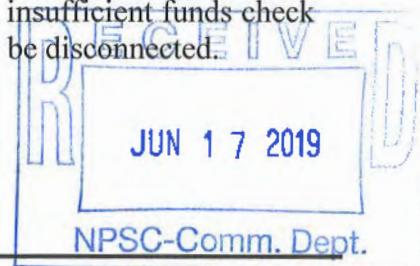 insufficient funds check
be disconnected.
RECEIVED
JUN 17 2019
NPSC-Comm. Dept.